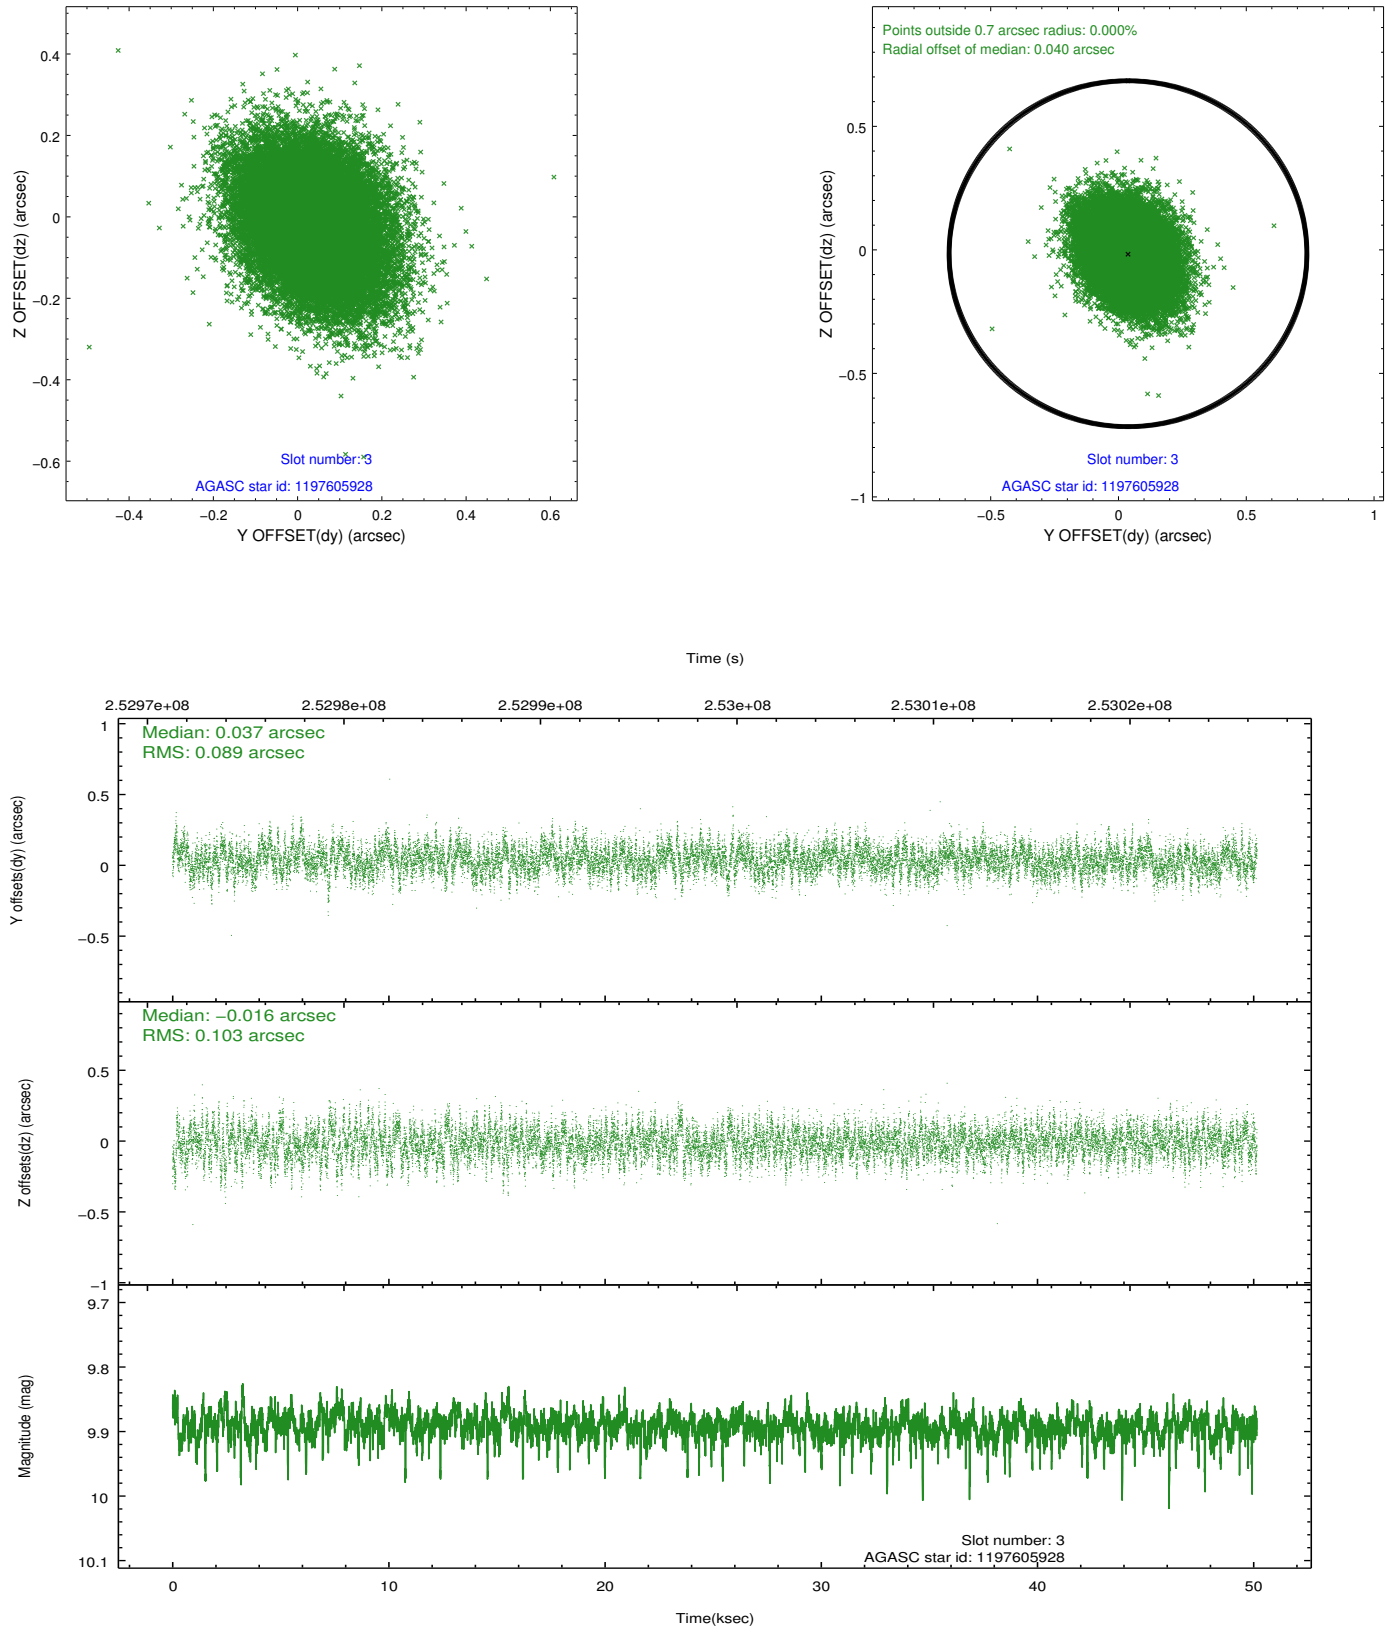 0.4
0.2
0
−0.2
−0.4
−0.6
Z OFFSET(dz) (arcsec)
Slot number: 3
AGASC star id: 1197605928
−0.4 −0.2 0 0.2 0.4 0.6
Y OFFSET(dy) (arcsec)
Points outside 0.7 arcsec radius: 0.000%
Radial offset of median: 0.040 arcsec
0.5
0
−0.5
−1
Z OFFSET(dz) (arcsec)
Slot number: 3
AGASC star id: 1197605928
−0.5 0 0.5 1
Y OFFSET(dy) (arcsec)
Time (s)
2.5297e+08 2.5298e+08 2.5299e+08 2.53e+08 2.5301e+08 2.5302e+08
Median: 0.037 arcsec
RMS: 0.089 arcsec
1
0.5
0
−0.5
Y offsets(dy) (arcsec)
Median: −0.016 arcsec
RMS: 0.103 arcsec
0.5
0
−0.5
−1
Z offsets(dz) (arcsec)
9.7
9.8
9.9
10
10.1
Magnitude (mag)
Slot number: 3
AGASC star id: 1197605928
0 10 20 30 40 50
Time(ksec)